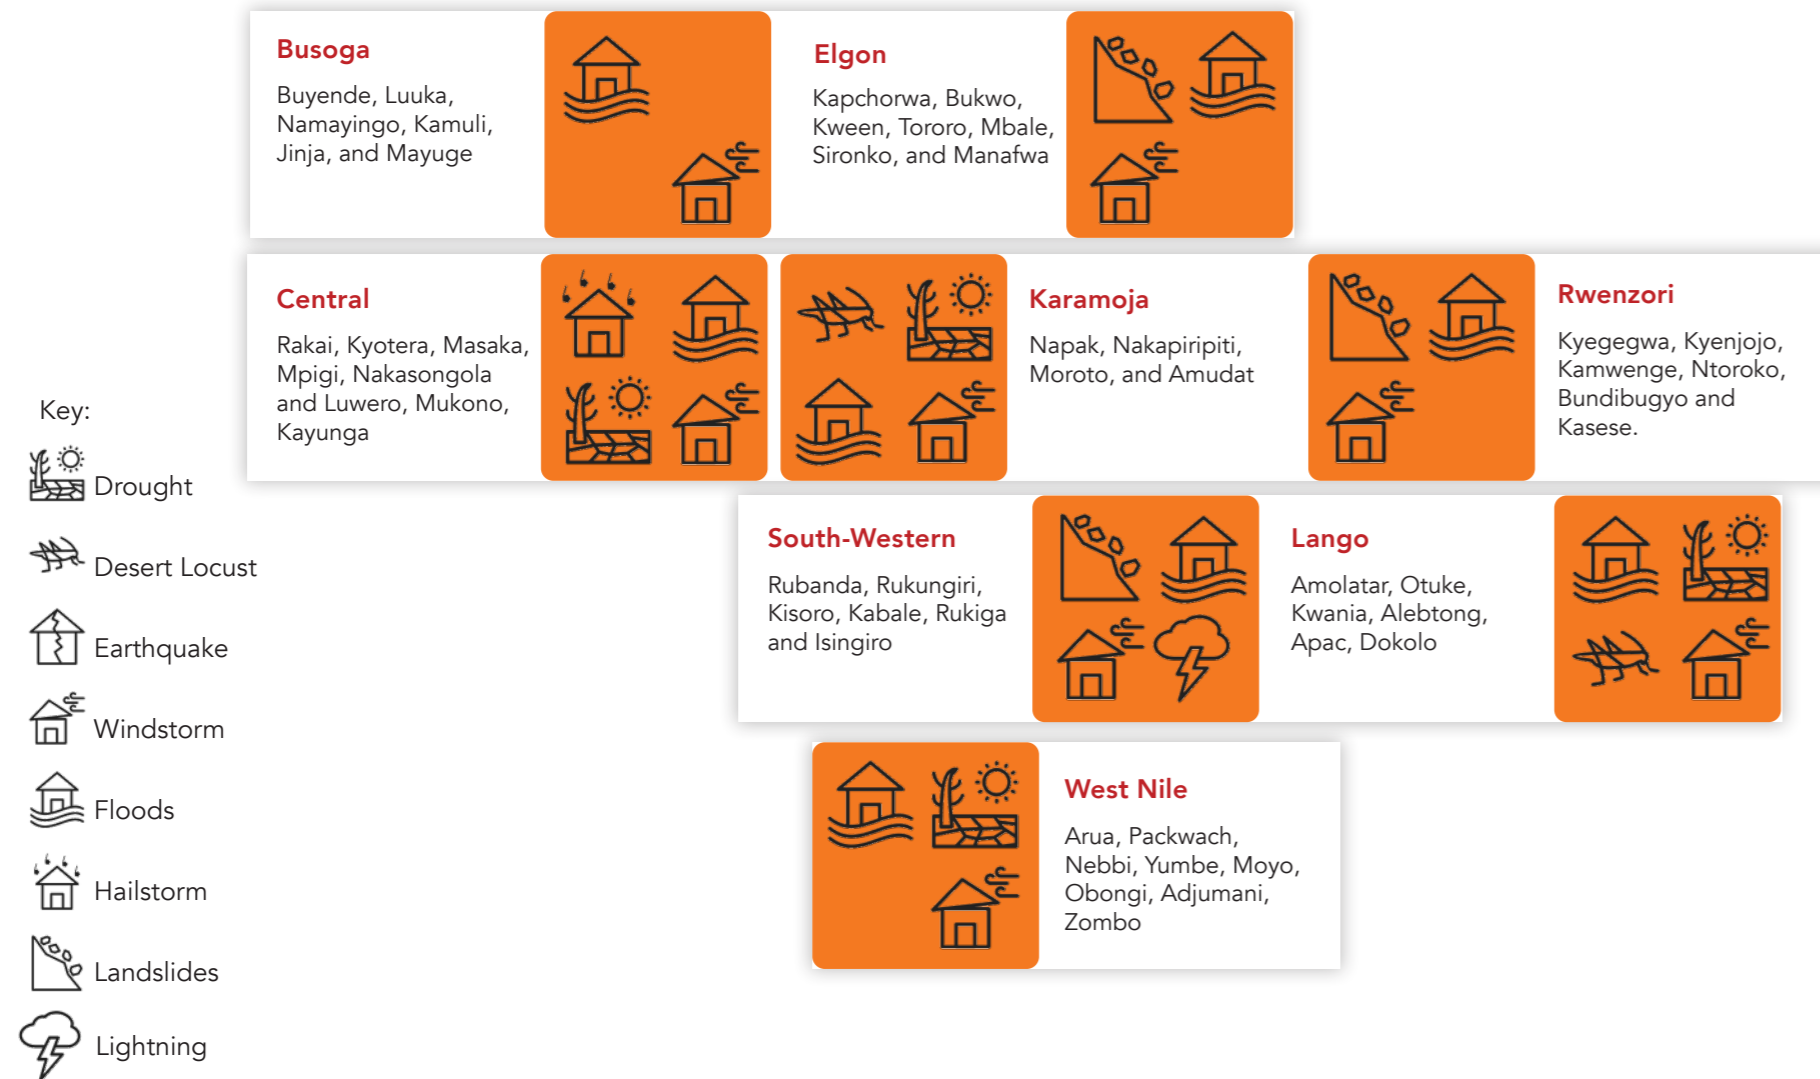 Busoga
Buyende, Luuka,
Namayingo, Kamuli,
Jinja, and Mayuge
Elgon
Kapchorwa, Bukwo,
Kween, Tororo, Mbale,
Sironko, and Manafwa
Central
Rakai, Kyotera, Masaka,
Mpigi, Nakasongola
and Luwero, Mukono,
Kayunga
Karamoja
Napak, Nakapiripiti,
Moroto, and Amudat
Rwenzori
Kyegegwa, Kyenjojo,
Kamwenge, Ntoroko,
Bundibugyo and
Kasese.
Key:
Drought
Desert Locust
Earthquake
Windstorm
Floods
Hailstorm
Landslides
Lightning
South-Western
Rubanda, Rukungiri,
Kisoro, Kabale, Rukiga
and Isingiro
Lango
Amolatar, Otuke,
Kwania, Alebtong,
Apac, Dokolo
West Nile
Arua, Packwach,
Nebbi, Yumbe, Moyo,
Obongi, Adjumani,
Zombo